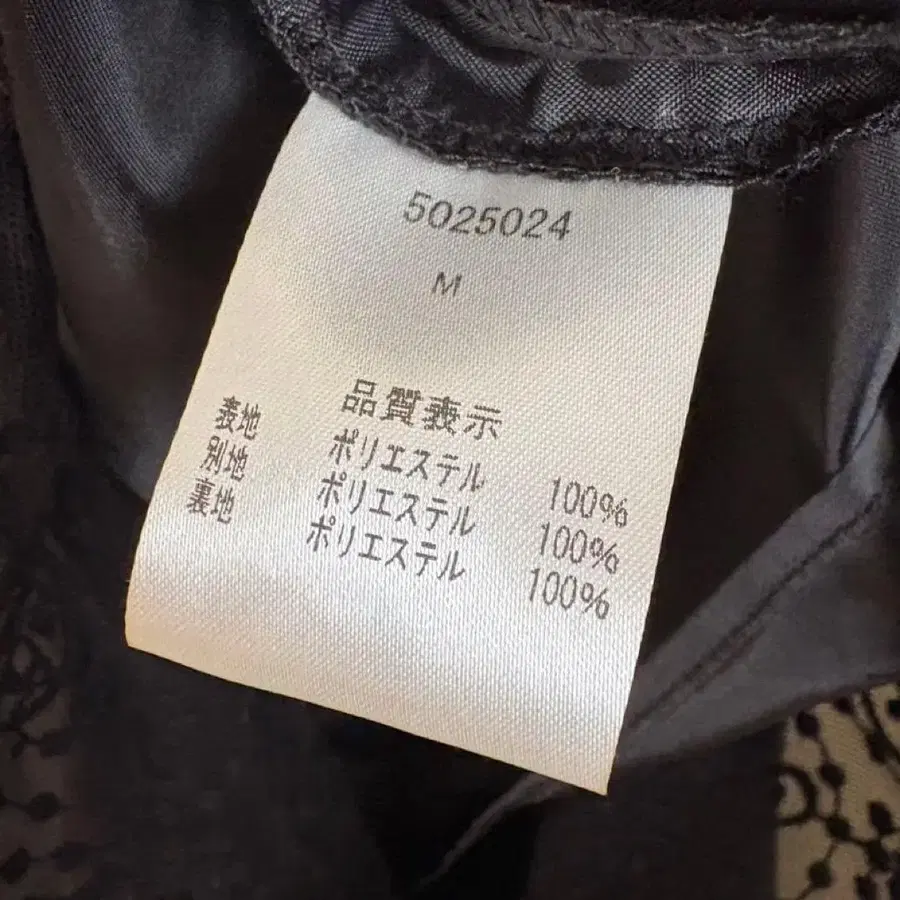 5025024
M
品質表示
表地 ポリエステル 100%
別地 ポリエステル 100%
裏地 ポリエステル 100%